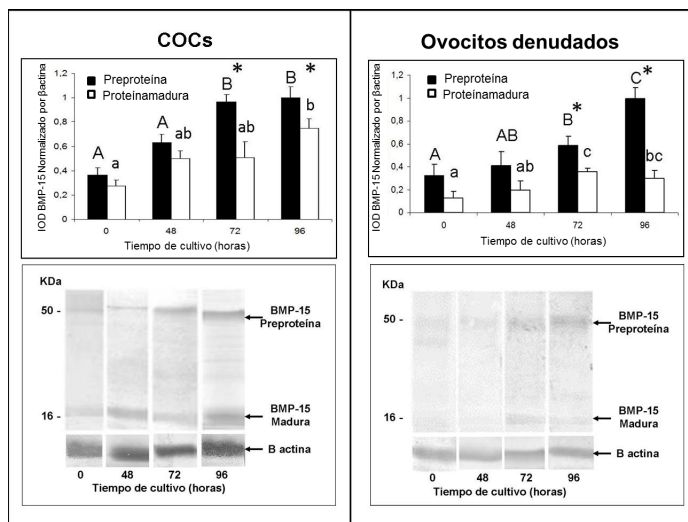 COCs
IOD BMP-15 Normalizado por βactina
1,2
1
0,8
0,6
0,4
0,2
0
Preproteína
Proteínamadura
A
a
A
ab
B
*
ab
B
*
b
0
48
72
96
Tiempo de cultivo (horas)
KDa
50 -
16 -
BMP-15
Preproteína
BMP-15
Madura
B actina
0
48
72
96
Tiempo de cultivo (horas)
Ovocitos denudados
IOD BMP-15 Normalizado por βactina
1,2
1
0,8
0,6
0,4
0,2
0
Preproteína
Proteínamadura
A
a
AB
ab
B
*
c
C
*
bc
0
48
72
96
Tiempo de cultivo (horas)
KDa
50 -
16 -
BMP-15
Preproteína
BMP-15
Madura
B actina
0
48
72
96
Tiempo de cultivo (horas)